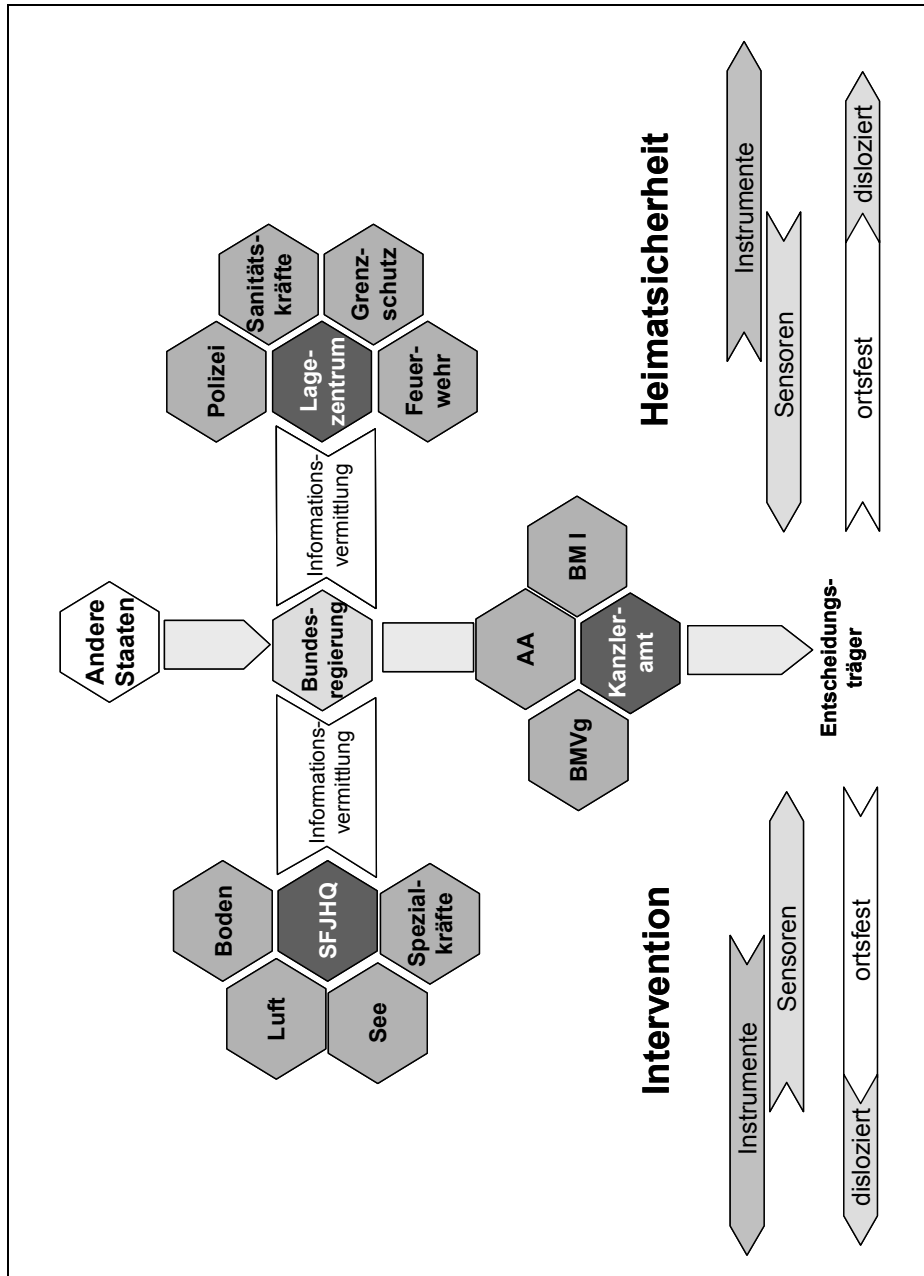 Andere
Staaten
Boden
Luft
SFJHQ
See
Spezial-
kräfte
Informations-
vermittlung
Bundes-
regierung
Informations-
vermittlung
Polizei
Sanitäts-
kräfte
Lage-
zentrum
Grenz-
schutz
Feuer-
wehr
BMVg
AA
BM I
Kanzler-
amt
Entscheidungs-
träger
Intervention
Heimatsicherheit
Instrumente
Sensoren
Instrumente
Sensoren
disloziert
ortsfest
ortsfest
disloziert